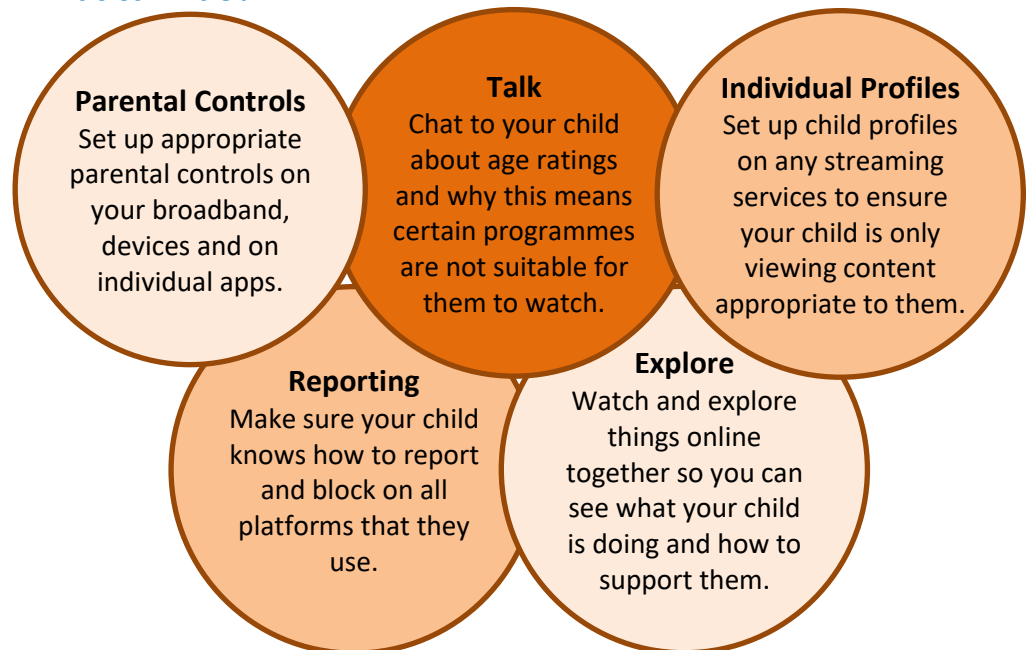 Parental Controls
Set up appropriate
parental controls on
your broadband,
devices and on
individual apps.
Talk
Chat to your child
about age ratings
and why this means
certain programmes
are not suitable for
them to watch.
Individual Profiles
Set up child profiles
on any streaming
services to ensure
your child is only
viewing content
appropriate to them.
Reporting
Make sure your child
knows how to report
and block on all
platforms that they
use.
Explore
Watch and explore
things online
together so you can
see what your child
is doing and how to
support them.